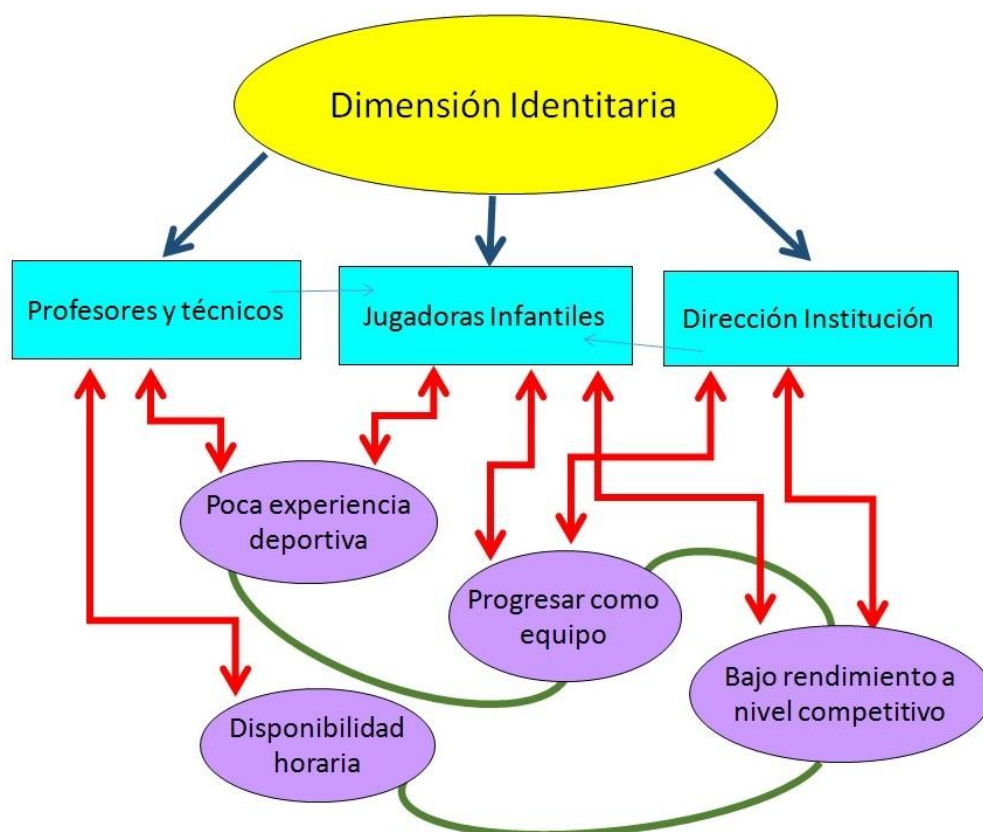 Dimensión Identitaria
Profesores y técnicos
Jugadoras Infantiles
Dirección Institución
Poca experiencia
deportiva
Progresar como
equipo
Bajo rendimiento a
nivel competitivo
Disponibilidad
horaria